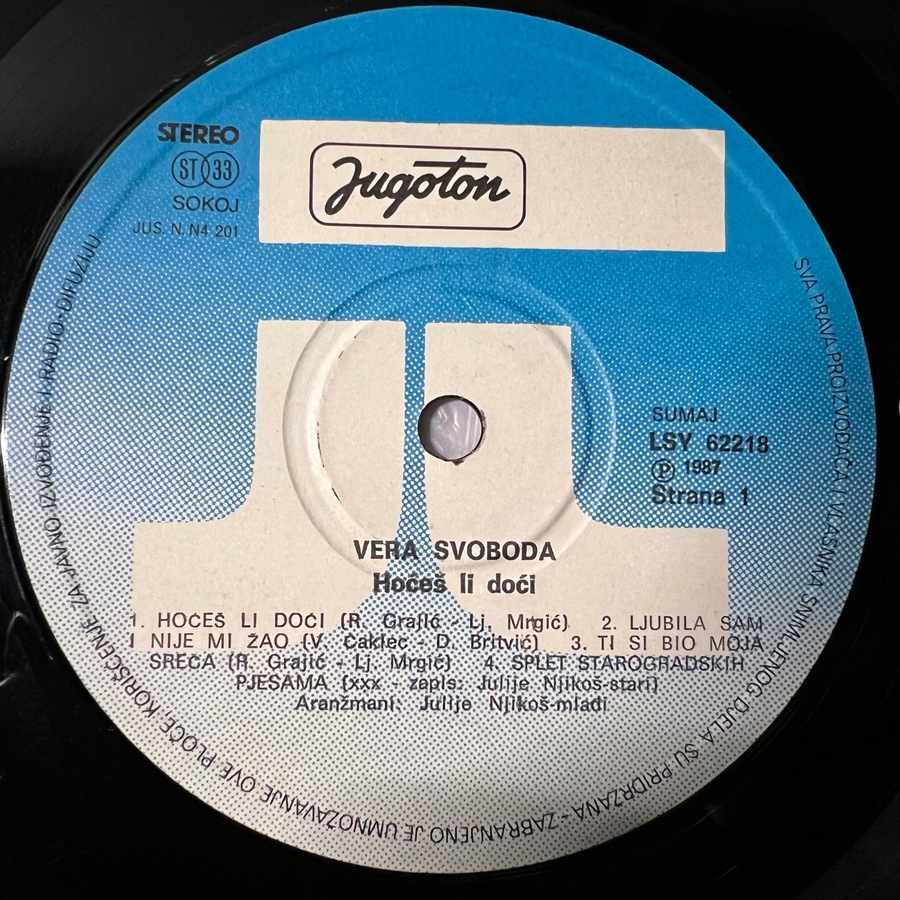 STEREO
ST 33
SOKOJ
JUS. N. N4 201
Jugoton
SUMAJ
LSY 62218
Ⓟ 1987
Strana 1
VERA SVOBODA
Hoćeš li doći
1. HOĆEŠ LI DOĆI (R. Grajić - Lj. Mrgić) 2. LJUBILA SAM
I NIJE MI ŽAO (V. Caklec - D. Britvić) 3. TI SI BIO MOJA
SREĆA (R. Grajić - Lj. Mrgić) 4. SPLET STAROGRADSKIH
PJESAMA (xxx - zapis: Julije Njikoš-stari)
Aranžmani: Julije Njikoš-mlađi
SVA PRAVA PROIZVOĐAČA I VLASNIKA SNIMLJENOG DJELA SU PRIDRŽANA - ZABRANJENO JE UMNOŽAVANJE OVE PLOČE, KORIŠĆENJE ZA JAVNO IZVOĐENJE I RADIO-DIFUZIJU